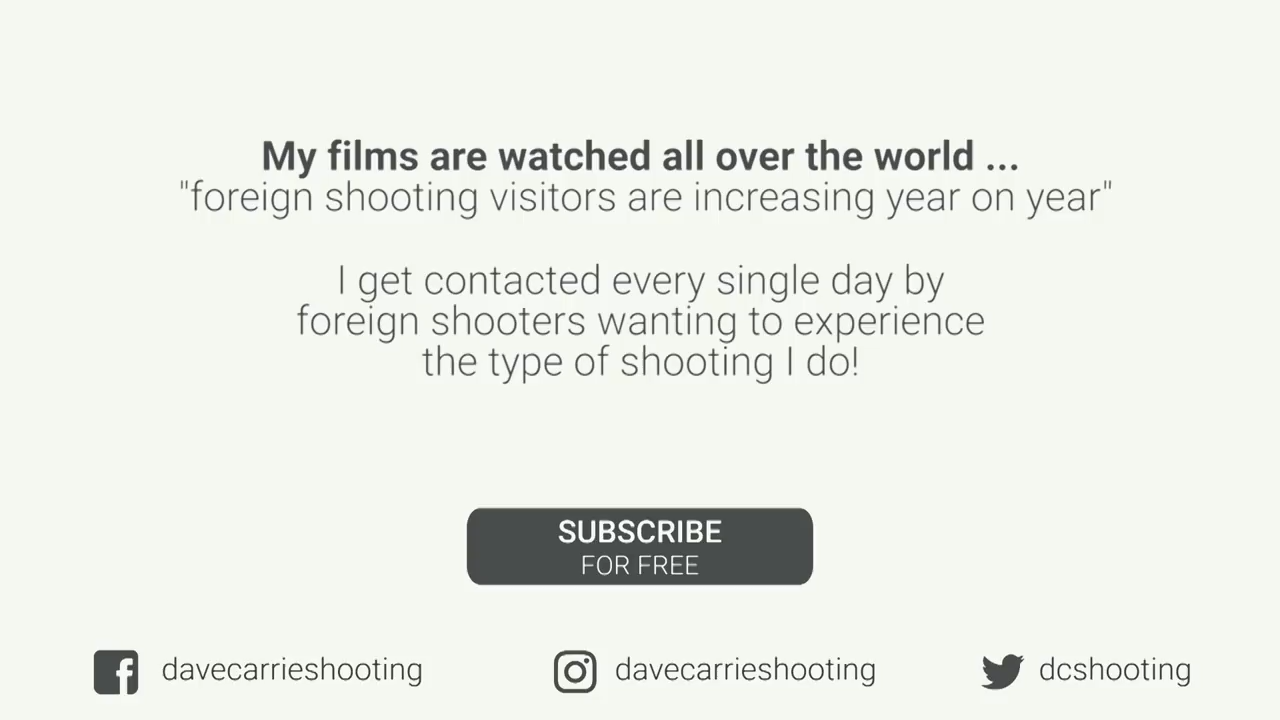 My films are watched all over the world ...
"foreign shooting visitors are increasing year on year"
I get contacted every single day by
foreign shooters wanting to experience
the type of shooting I do!
SUBSCRIBE
FOR FREE
davecarrieshooting
davecarrieshooting
dcshooting